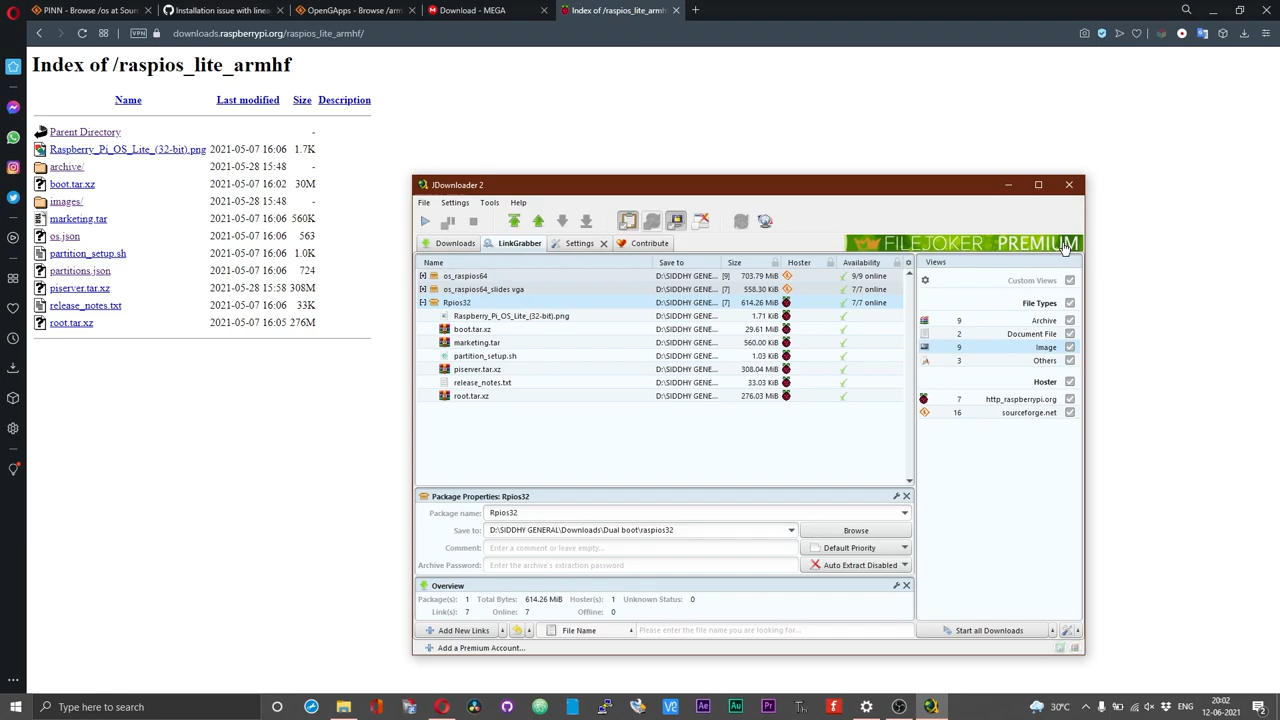 PINN - Browse /os at Source
Installation issue with lineag
OpenGApps - Browse /arm
Download - MEGA
Index of /raspios_lite_armhf
VPN
downloads.raspberrypi.org/raspios_lite_armhf/
Index of /raspios_lite_armhf
Name Last modified Size Description
Parent Directory -
Raspberry_Pi_OS_Lite_(32-bit).png 2021-05-07 16:06 1.7K
archive/ 2021-05-28 15:48 -
boot.tar.xz 2021-05-07 16:02 30M
images/ 2021-05-28 15:48 -
marketing.tar 2021-05-07 16:06 560K
os.json 2021-05-07 16:06 563
partition_setup.sh 2021-05-07 16:06 1.0K
partitions.json 2021-05-07 16:06 724
piserver.tar.xz 2021-05-28 15:58 308M
release_notes.txt 2021-05-07 16:06 33K
root.tar.xz 2021-05-07 16:05 276M
JDownloader 2
File Settings Tools Help
Downloads LinkGrabber Settings Contribute
FILEJOKER PREMIUM
Name Save to Size Hoster Availability
os_raspios64 D:\SIDDHY GENE... [9] 703.79 MiB 9/9 online
os_raspios64_slides vga D:\SIDDHY GENE... [7] 558.30 KiB 7/7 online
Rpios32 D:\SIDDHY GENE... [7] 614.26 MiB 7/7 online
Raspberry_Pi_OS_Lite_(32-bit).png D:\SIDDHY GENE... 1.71 KiB
boot.tar.xz D:\SIDDHY GENE... 29.61 MiB
marketing.tar D:\SIDDHY GENE... 560.00 KiB
partition_setup.sh D:\SIDDHY GENE... 1.03 KiB
piserver.tar.xz D:\SIDDHY GENE... 308.04 MiB
release_notes.txt D:\SIDDHY GENE... 33.03 KiB
root.tar.xz D:\SIDDHY GENE... 276.03 MiB
Views
Custom Views
File Types
9 Archive
2 Document File
9 Image
3 Others
Hoster
7 http_raspberrypi.org
16 sourceforge.net
Package Properties: Rpios32
Package name: Rpios32
Save to: D:\SIDDHY GENERAL\Downloads\Dual boot\raspios32 Browse
Comment: Enter a comment or leave empty... Default Priority
Archive Password: Enter the archive's extraction password Auto Extract Disabled
Overview
Package(s): 1 Total Bytes: 614.26 MiB Hoster(s): 1 Unknown Status: 0
Link(s): 7 Online: 7 Offline: 0
Add New Links File Name Please enter the file name you are looking for... Start all Downloads
Add a Premium Account...
Type here to search
30°C
ENG
20:02
12-06-2021